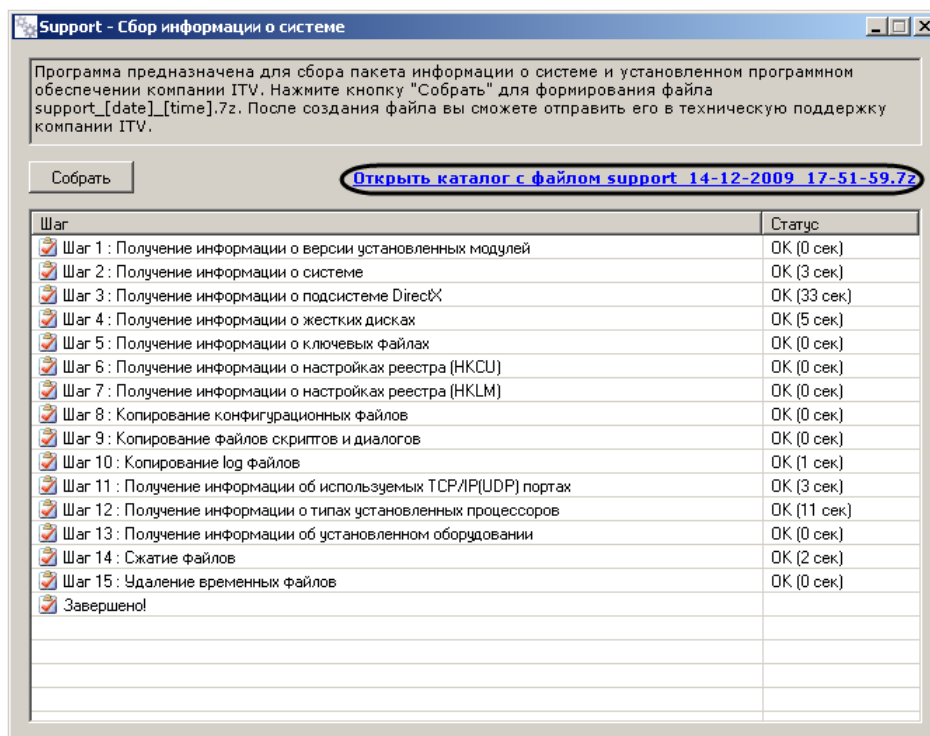 Support - Сбор информации о системе
Программа предназначена для сбора пакета информации о системе и установленном программном
обеспечении компании ITV. Нажмите кнопку "Собрать" для формирования файла
support_[date]_[time].7z. После создания файла вы сможете отправить его в техническую поддержку
компании ITV.
Собрать
Открыть каталог с файлом support_14-12-2009_17-51-59.7z
Шаг Статус
Шаг 1 : Получение информации о версии установленных модулей OK (0 сек)
Шаг 2 : Получение информации о системе OK (3 сек)
Шаг 3 : Получение информации о подсистеме DirectX OK (33 сек)
Шаг 4 : Получение информации о жестких дисках OK (5 сек)
Шаг 5 : Получение информации о ключевых файлах OK (0 сек)
Шаг 6 : Получение информации о настройках реестра (HKCU) OK (0 сек)
Шаг 7 : Получение информации о настройках реестра (HKLM) OK (0 сек)
Шаг 8 : Копирование конфигурационных файлов OK (0 сек)
Шаг 9 : Копирование файлов скриптов и диалогов OK (0 сек)
Шаг 10 : Копирование log файлов OK (1 сек)
Шаг 11 : Получение информации об используемых TCP/IP(UDP) портах OK (3 сек)
Шаг 12 : Получение информации о типах установленных процессоров OK (11 сек)
Шаг 13 : Получение информации об установленном оборудовании OK (0 сек)
Шаг 14 : Сжатие файлов OK (2 сек)
Шаг 15 : Удаление временных файлов OK (0 сек)
Завершено!